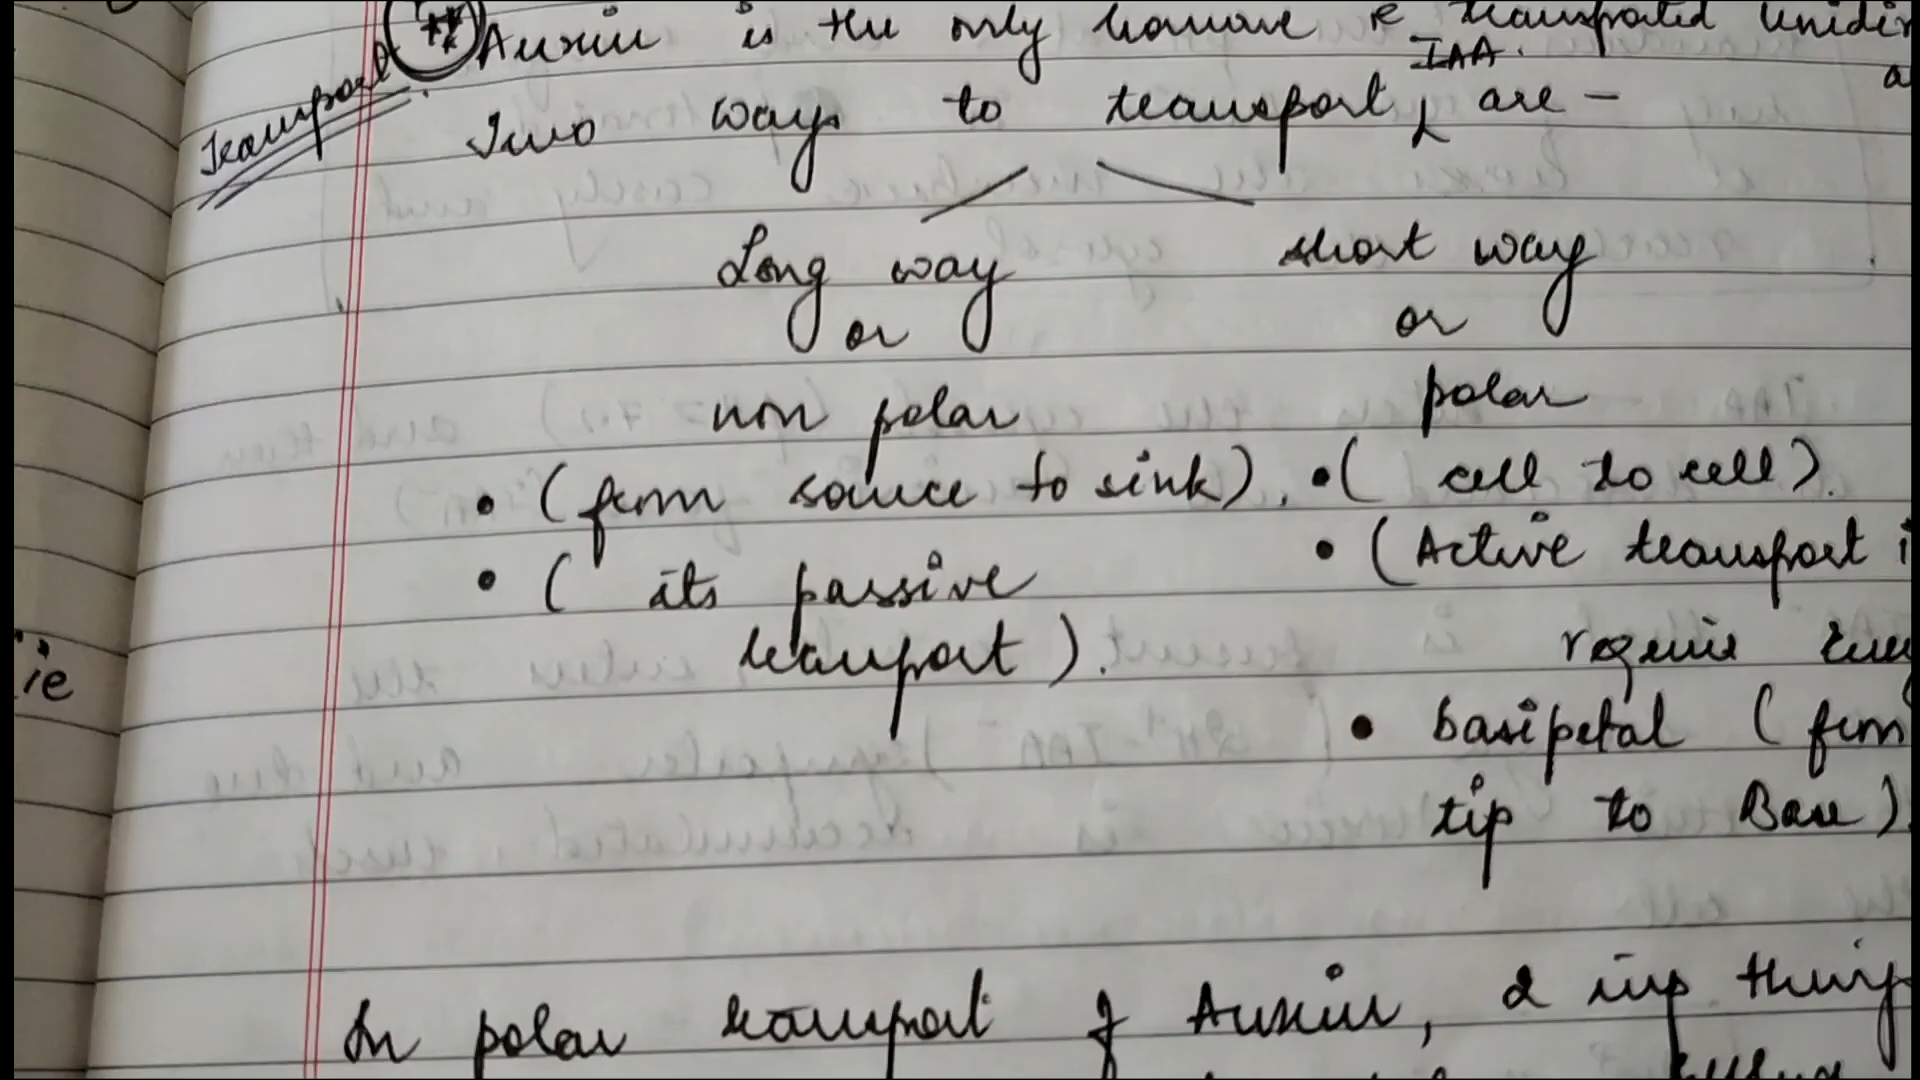 Transport
** Auxin is the only hormone transported
IAA.
Two ways to transport, are -
Long way short way
or or
non polar polar
• (from source to sink). • ( cell to cell).
• ( its passive • (Active transport
transport). require
• basipetal ( from
tip to Base)
ie
In polar transport of Auxin, 2 imp things